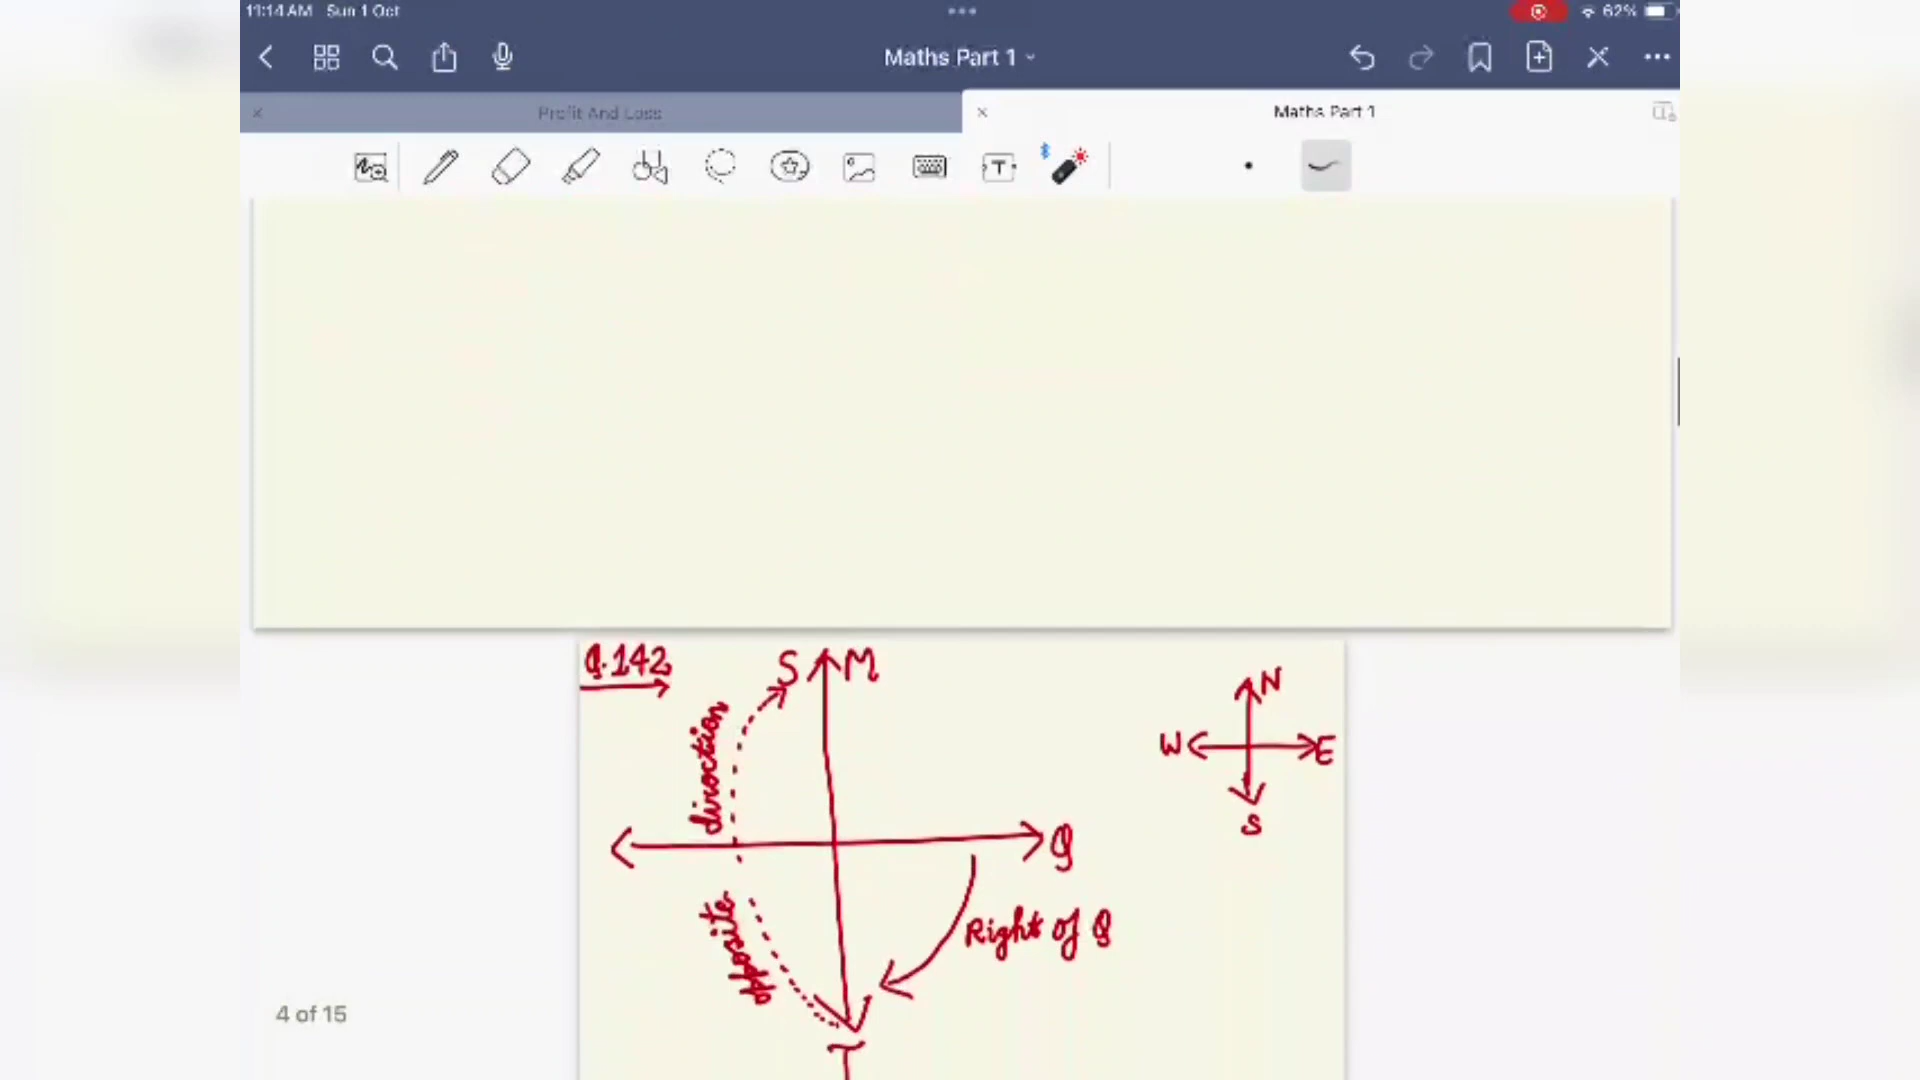 11:14 AM Sun 1 Oct
62%
Maths Part 1
Profit And Loss
Maths Part 1
T
Q.142
S M
N
W E
S
direction
Q
opposite
Right of Q
4 of 15
T